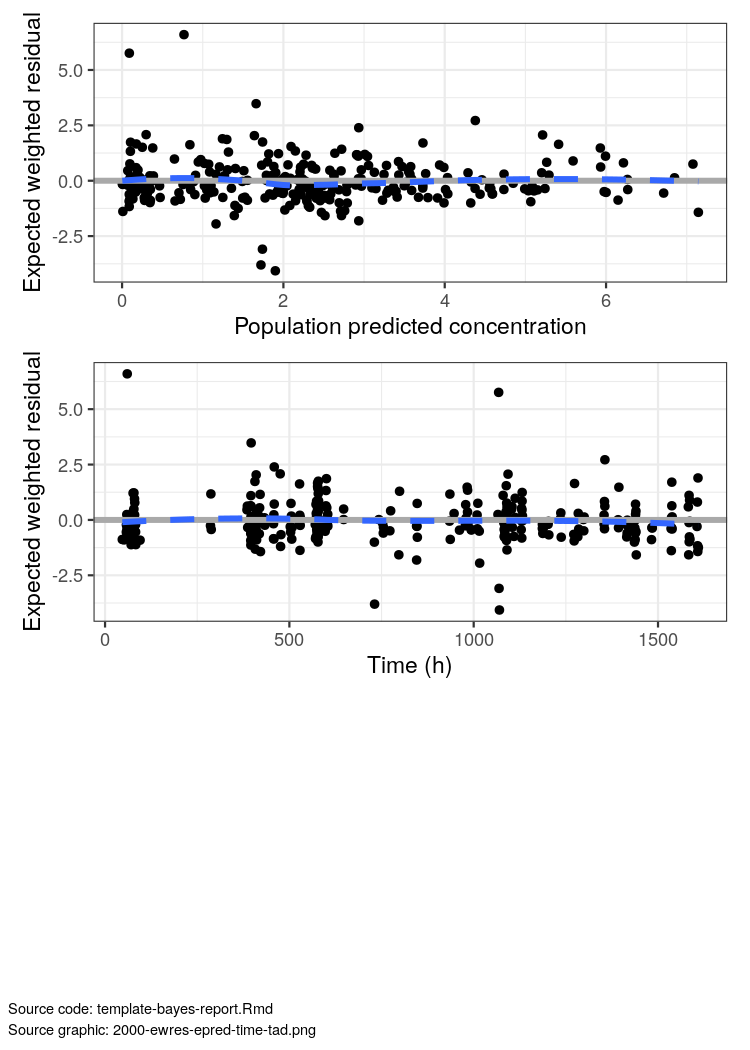 Expected weighted residual
5.0
2.5
0.0
-2.5
0 2 4 6
Population predicted concentration
Expected weighted residual
5.0
2.5
0.0
-2.5
0 500 1000 1500
Time (h)
Source code: template-bayes-report.Rmd
Source graphic: 2000-ewres-epred-time-tad.png